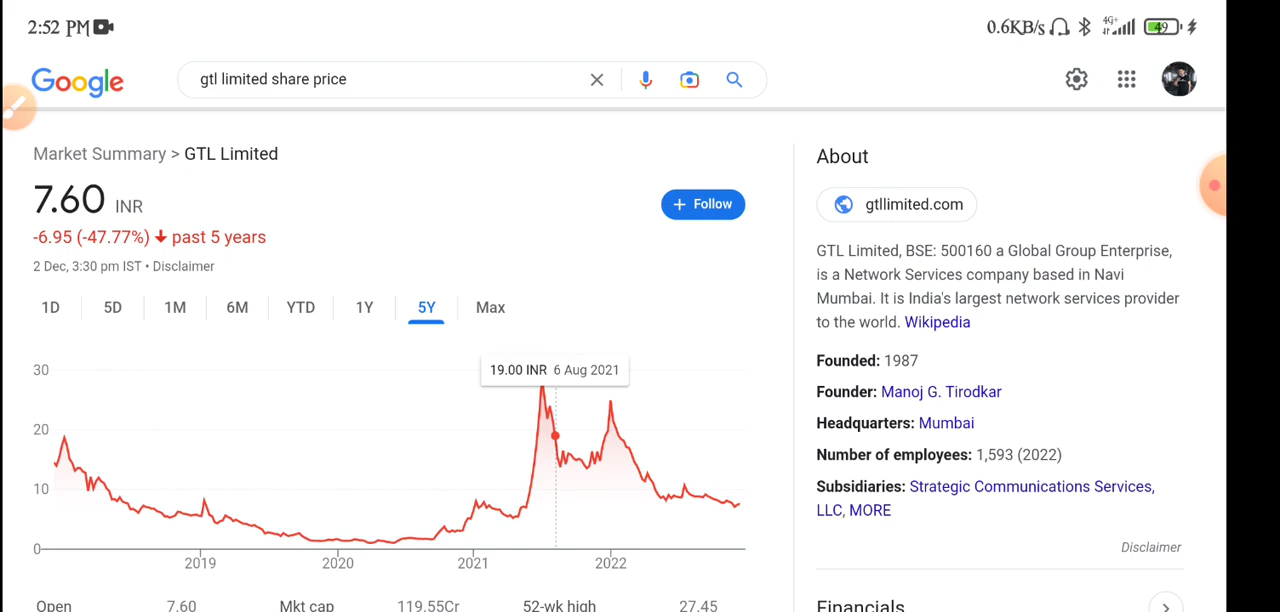 2:52 PM
0.6KB/s 4G+ 49
Google
gtl limited share price
Market Summary > GTL Limited
7.60 INR
+ Follow
-6.95 (-47.77%) past 5 years
2 Dec, 3:30 pm IST • Disclaimer
1D 5D 1M 6M YTD 1Y 5Y Max
19.00 INR 6 Aug 2021
30
20
10
0
2019 2020 2021 2022
Open 7.60 Mkt cap 119.55Cr 52-wk high 27.45
About
gtllimited.com
GTL Limited, BSE: 500160 a Global Group Enterprise,
is a Network Services company based in Navi
Mumbai. It is India's largest network services provider
to the world. Wikipedia
Founded: 1987
Founder: Manoj G. Tirodkar
Headquarters: Mumbai
Number of employees: 1,593 (2022)
Subsidiaries: Strategic Communications Services,
LLC, MORE
Disclaimer
Financials